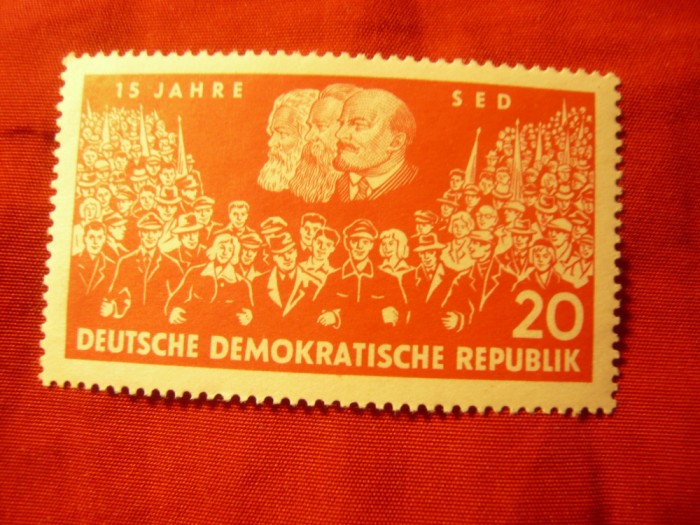 15 JAHRE SED
20
DEUTSCHE DEMOKRATISCHE REPUBLIK